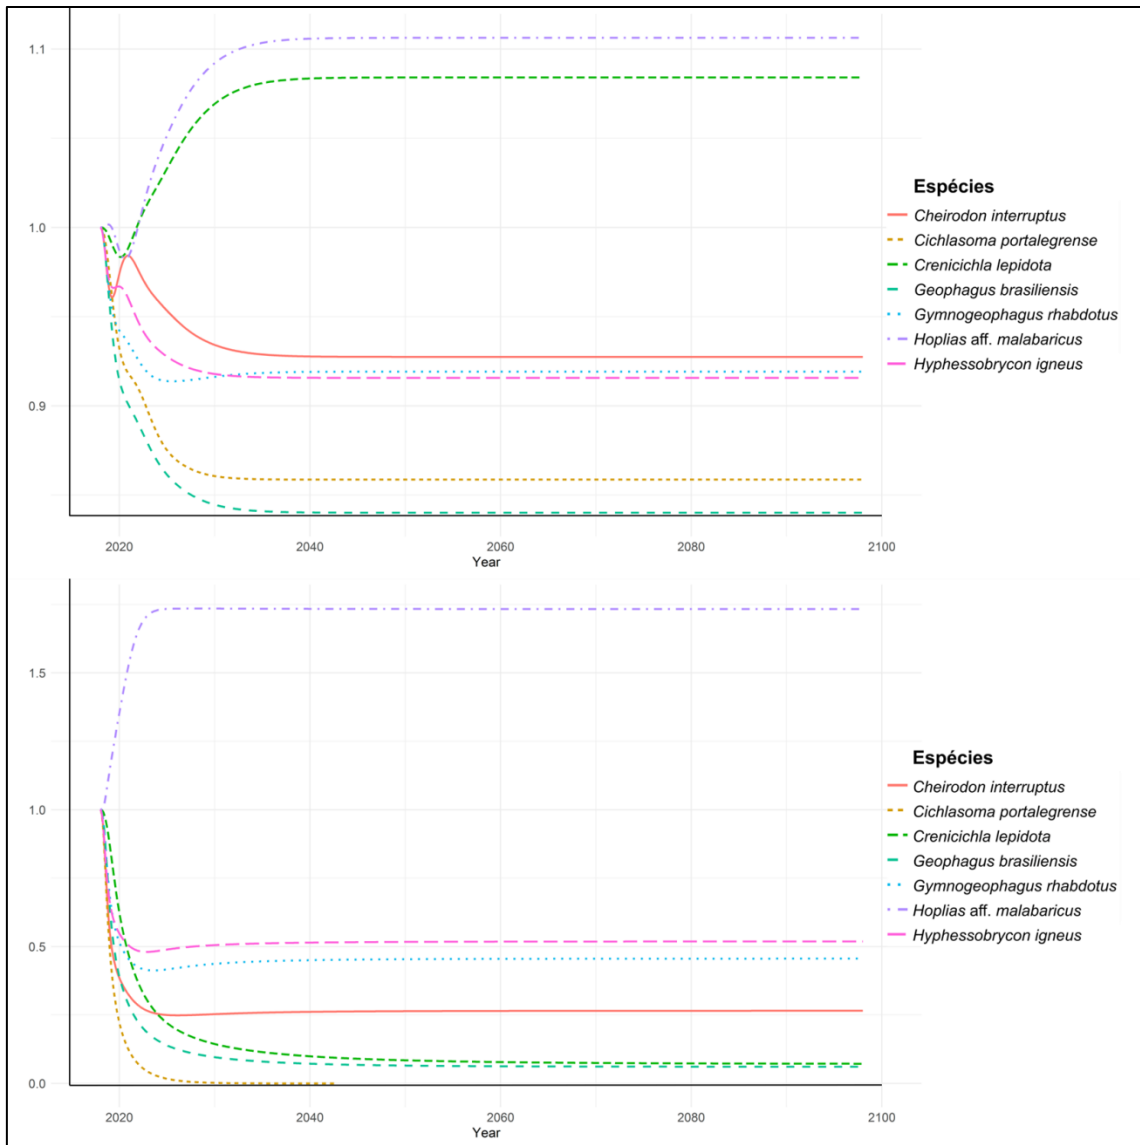 1.1
1.0
0.9
2020 2040 2060 2080 2100
Year
Espécies
Cheirodon interruptus
Cichlasoma portalegrense
Crenicichla lepidota
Geophagus brasiliensis
Gymnogeophagus rhabdotus
Hoplias aff. malabaricus
Hyphessobrycon igneus
1.5
1.0
0.5
0.0
2020 2040 2060 2080 2100
Year
Espécies
Cheirodon interruptus
Cichlasoma portalegrense
Crenicichla lepidota
Geophagus brasiliensis
Gymnogeophagus rhabdotus
Hoplias aff. malabaricus
Hyphessobrycon igneus